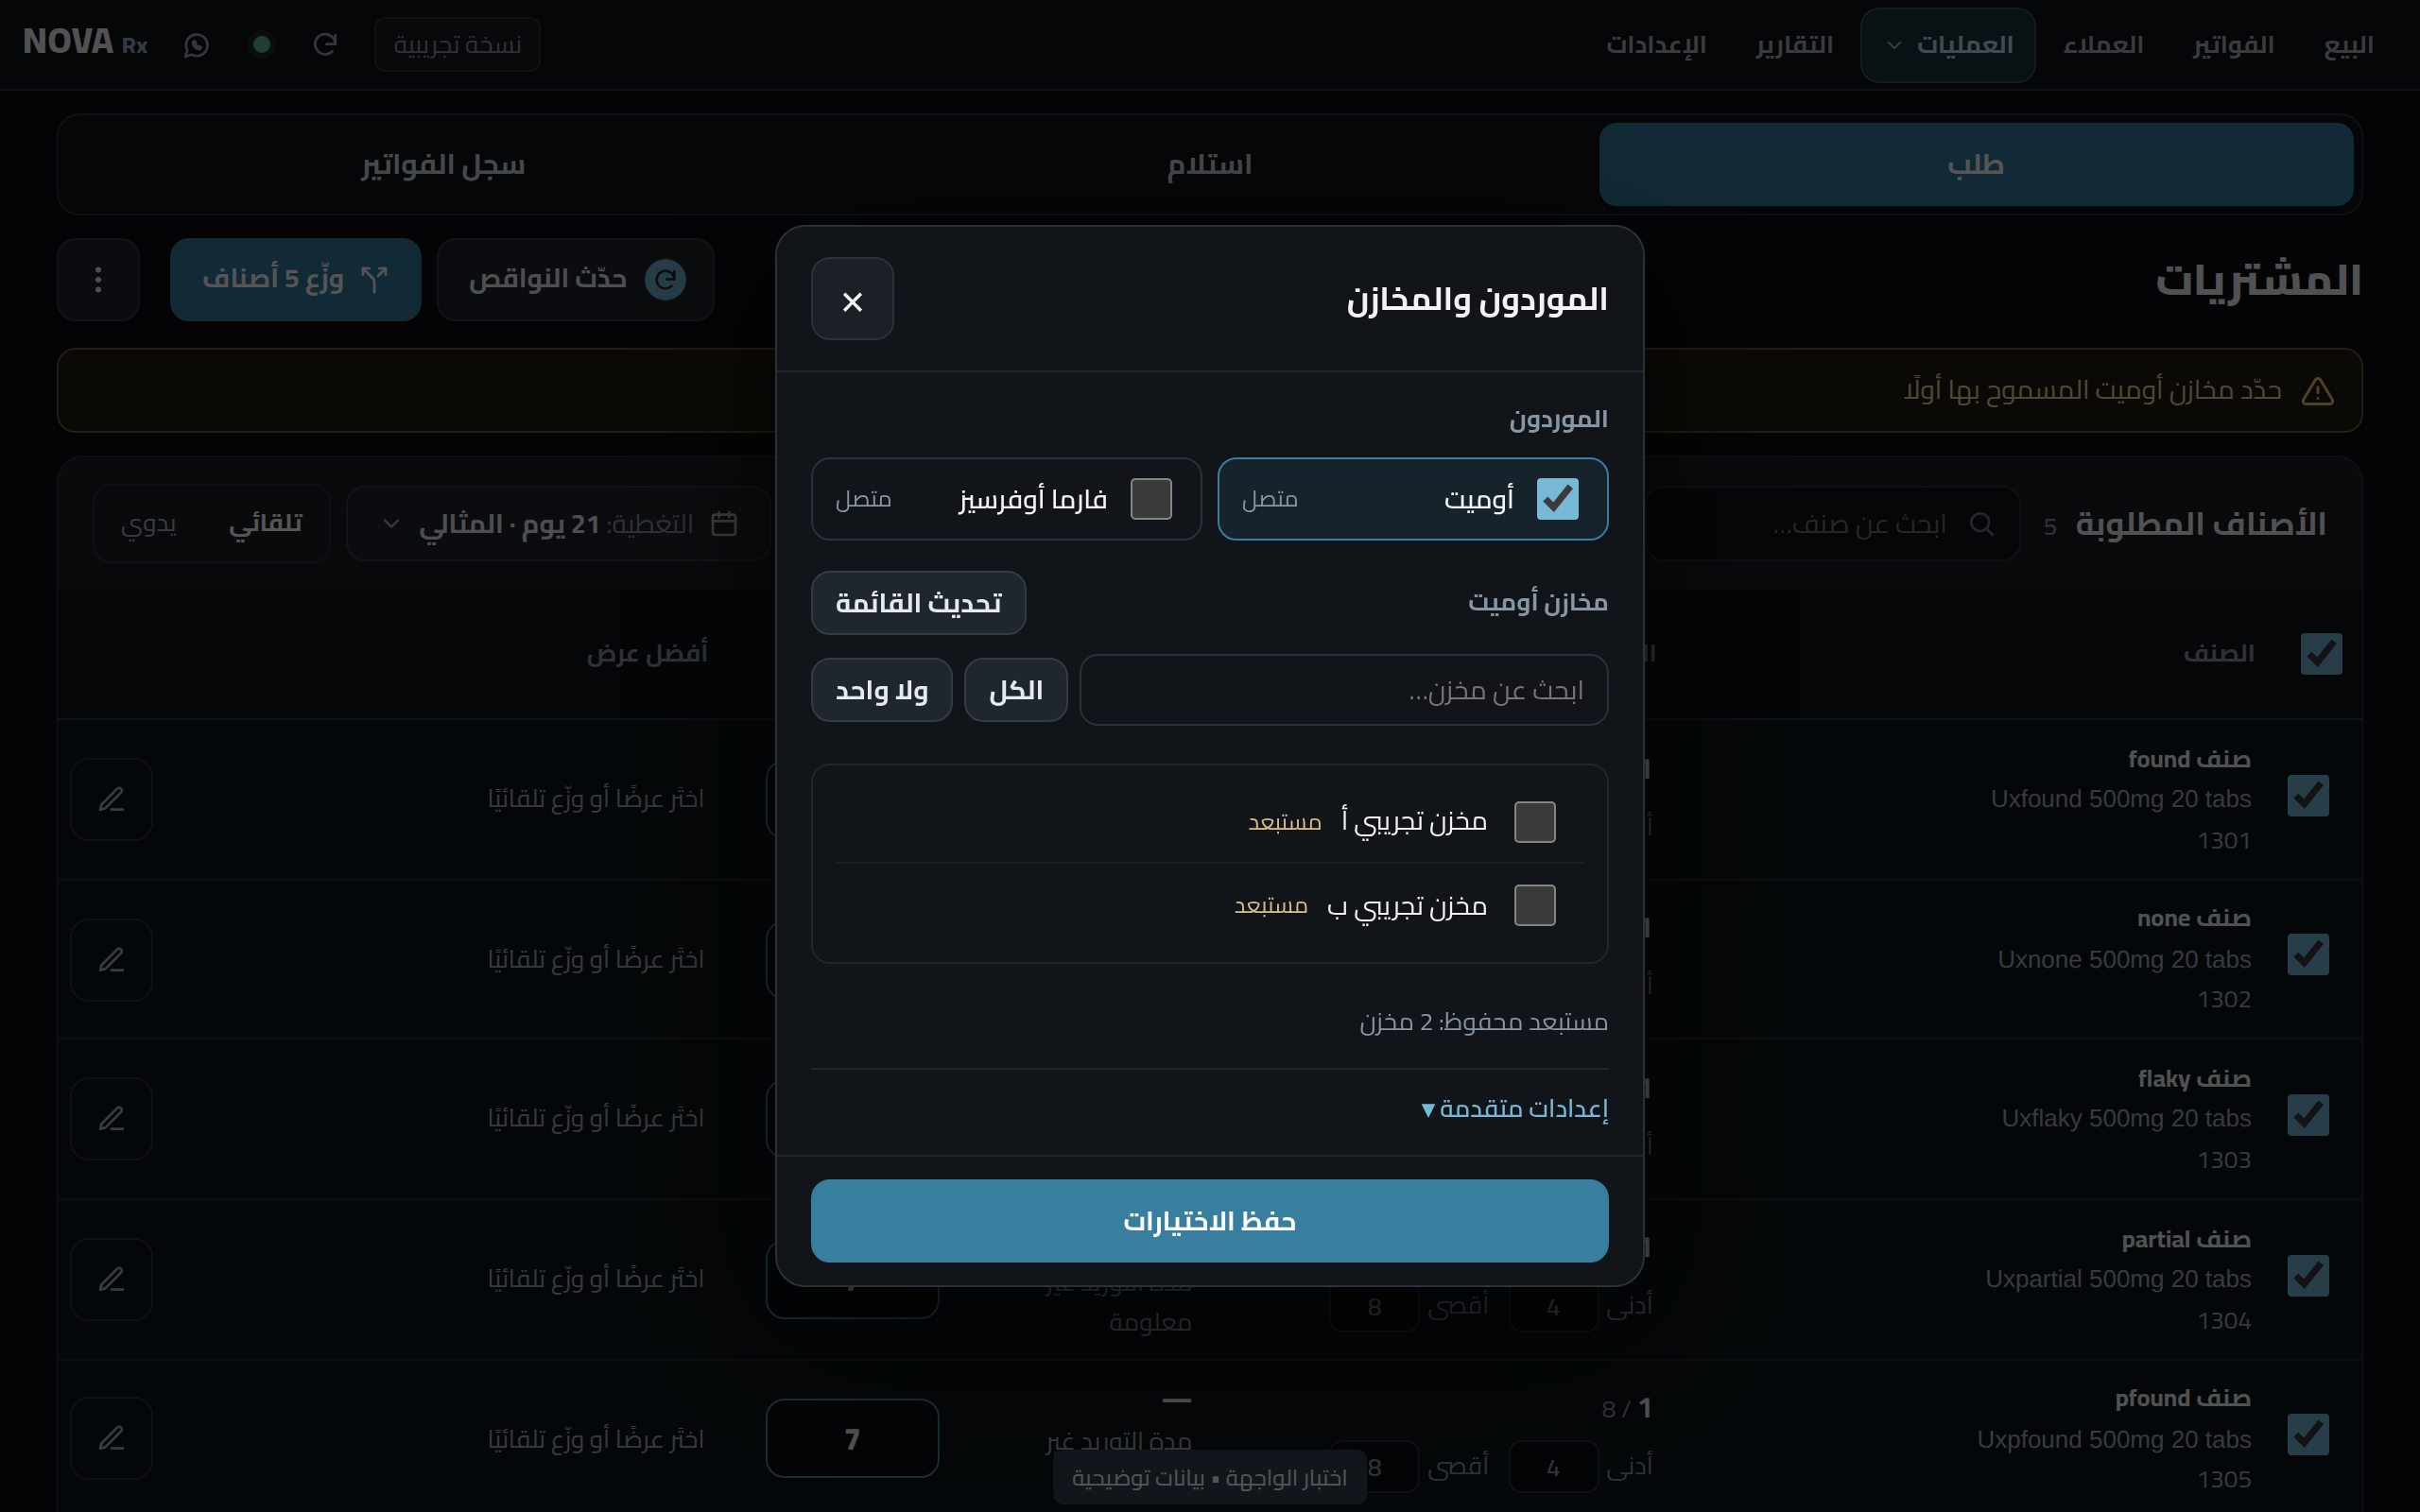 البيع
الفواتير
العملاء
العمليات
التقارير
الإعدادات
نسخة تجريبية
NOVA Rx
طلب
استلام
سجل الفواتير
المشتريات
حدّث النواقص
وزّع 5 أصناف
حدّد مخازن أوميت المسموح بها أولًا
الأصناف المطلوبة 5
ابحث عن صنف...
التغطية: 21 يوم · المثالي
تلقائي
يدوي
الصنف
أفضل عرض
صنف found
Uxfound 500mg 20 tabs
1301
اختَر عرضًا أو وزّع تلقائيًا
صنف none
Uxnone 500mg 20 tabs
1302
اختَر عرضًا أو وزّع تلقائيًا
صنف flaky
Uxflaky 500mg 20 tabs
1303
اختَر عرضًا أو وزّع تلقائيًا
صنف partial
Uxpartial 500mg 20 tabs
1304
أدنى 4 أقصى 8
معلومة
اختَر عرضًا أو وزّع تلقائيًا
صنف pfound
Uxpfound 500mg 20 tabs
1305
1 / 8
أدنى 4 أقصى 8
—
مدة التوريد غير
7
اختَر عرضًا أو وزّع تلقائيًا
الموردون والمخازن
×
الموردون
أوميت
متصل
فارما أوفرسيز
متصل
مخازن أوميت
تحديث القائمة
ابحث عن مخزن...
الكل
ولا واحد
مخزن تجريبي أ مستبعد
مخزن تجريبي ب مستبعد
مستبعد محفوظ: 2 مخزن
إعدادات متقدمة ▾
حفظ الاختيارات
اختبار الواجهة • بيانات توضيحية